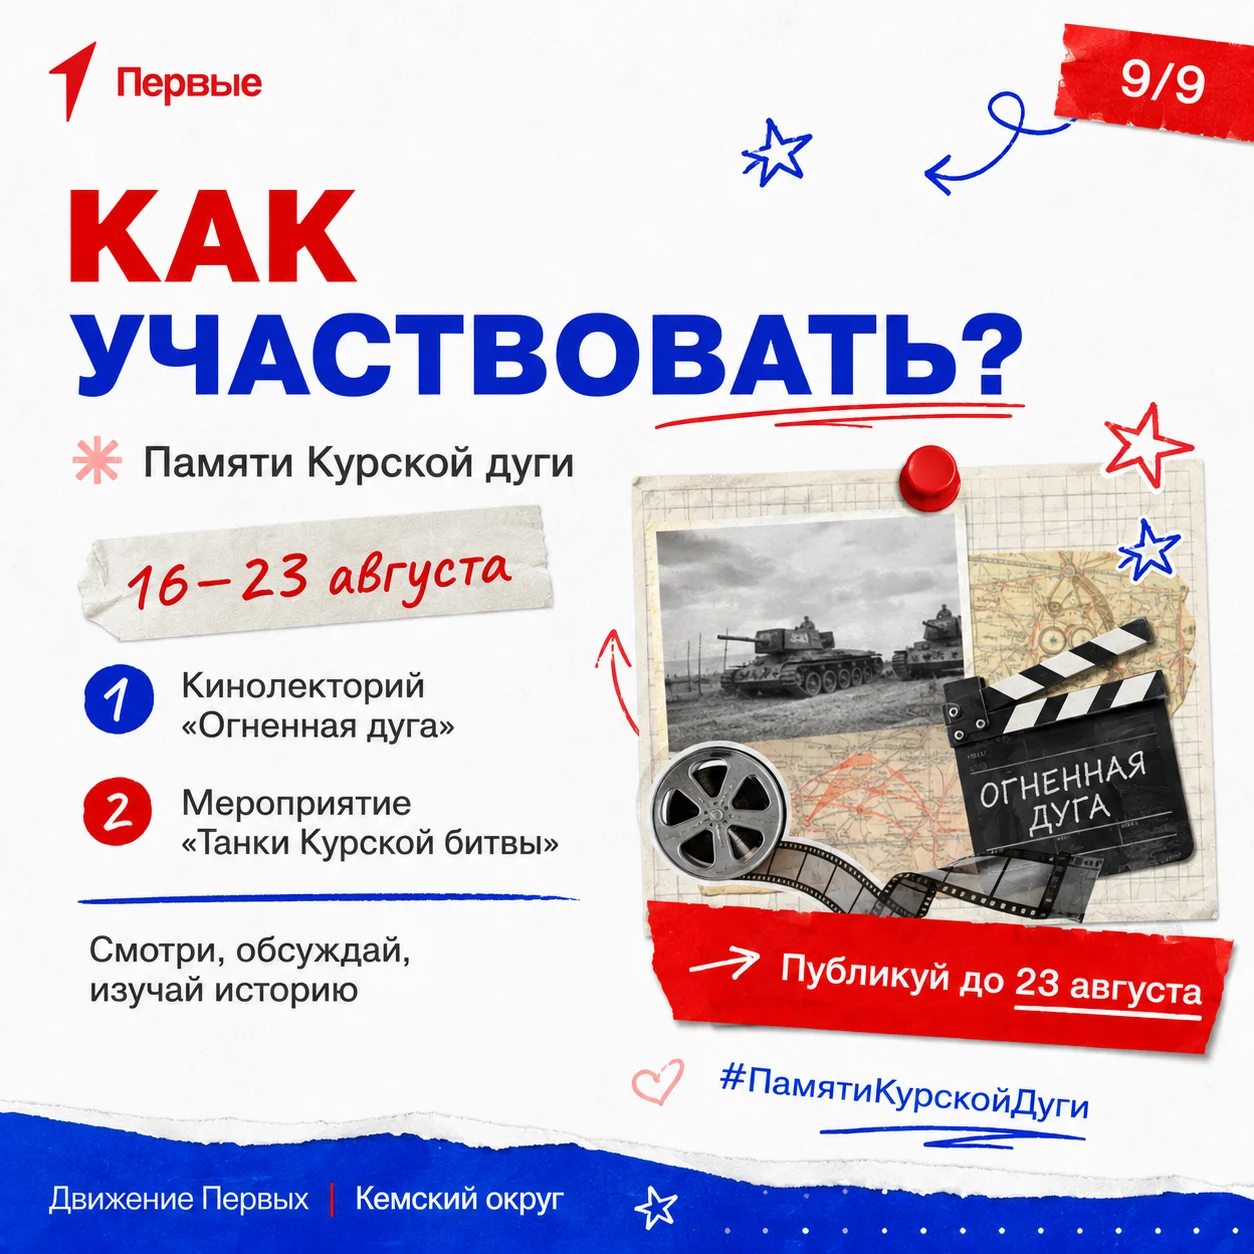 Первые
9/9
КАК
УЧАСТВОВАТЬ?
Памяти Курской дуги
16–23 августа
1
Кинолекторий
«Огненная дуга»
2
Мероприятие
«Танки Курской битвы»
Смотри, обсуждай,
изучай историю
ОГНЕННАЯ
ДУГА
Публикуй до 23 августа
#ПамятиКурскойДуги
Движение Первых | Кемский округ